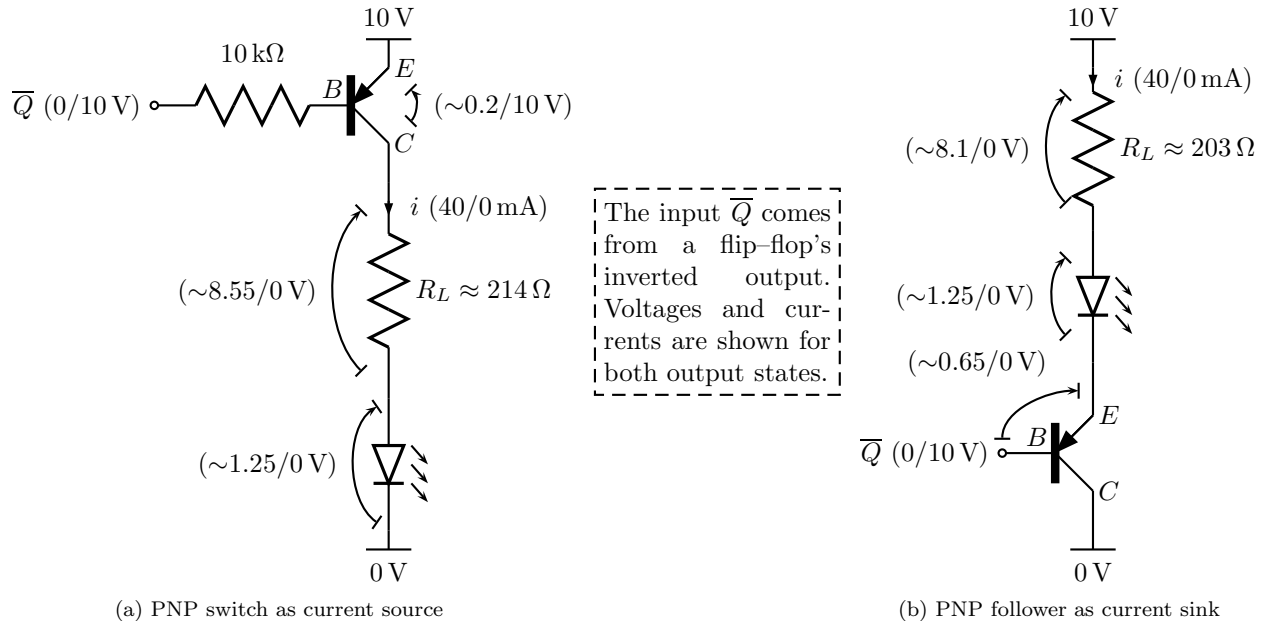 10 V
10 kΩ
B
E
Q̅ (0/10 V)
(~0.2/10 V)
C
i (40/0 mA)
(~8.55/0 V)
R_L ≈ 214 Ω
(~1.25/0 V)
0 V
(a) PNP switch as current source
The input Q̅ comes
from a flip–flop's
inverted output.
Voltages and cur-
rents are shown for
both output states.
10 V
i (40/0 mA)
(~8.1/0 V)
R_L ≈ 203 Ω
(~1.25/0 V)
(~0.65/0 V)
E
B
Q̅ (0/10 V)
C
0 V
(b) PNP follower as current sink